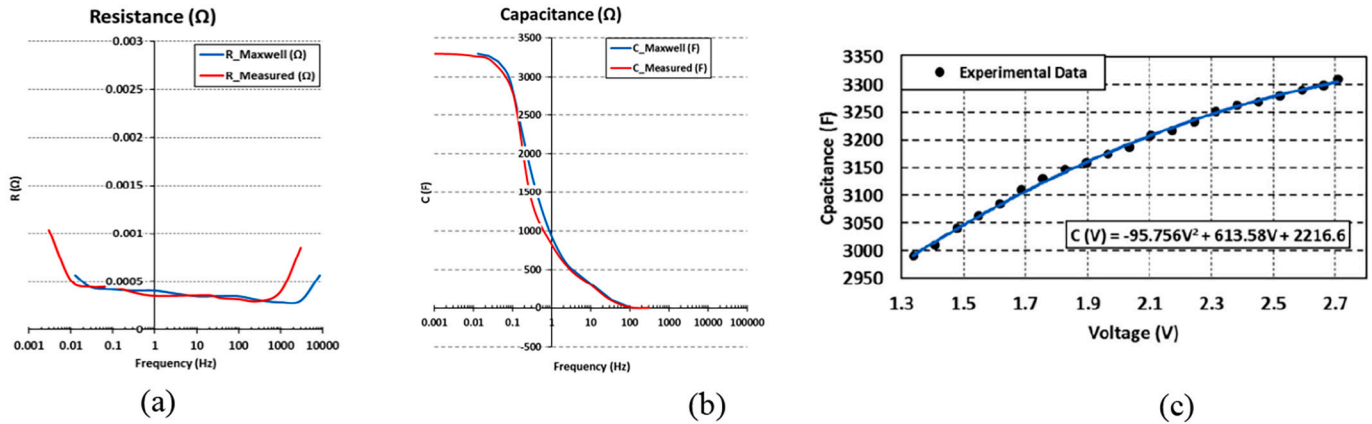 Resistance (Ω)
R_Maxwell (Ω)
R_Measured (Ω)
0.003
0.0025
0.002
0.0015
0.001
0.0005
0
R (Ω)
0.001 0.01 0.1 1 10 100 1000 10000
Frequency (Hz)
(a)
Capacitance (Ω)
C_Maxwell (F)
C_Measured (F)
3500
3000
2500
2000
1500
1000
500
0
-500
C (F)
0.001 0.01 0.1 1 10 100 1000 10000 100000
Frequency (Hz)
(b)
Experimental Data
3350
3300
3250
3200
3150
3100
3050
3000
2950
Cpacitance (F)
C (V) = -95.756V² + 613.58V + 2216.6
1.3 1.5 1.7 1.9 2.1 2.3 2.5 2.7
Voltage (V)
(c)